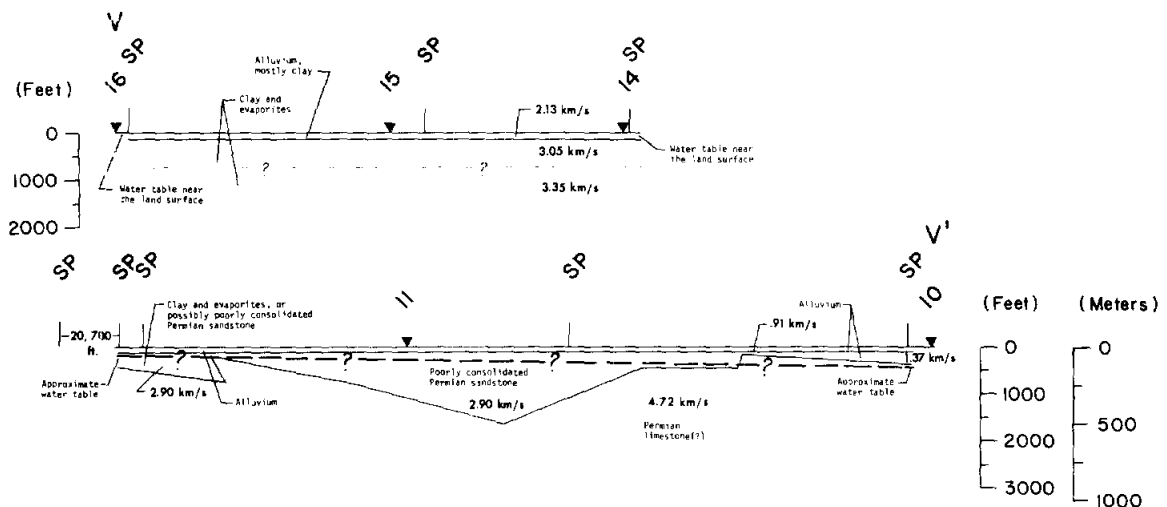 V
16
SP
15
SP
14
SP
(Feet)
Alluvium,
mostly clay
Clay and
evaporites
2.13 km/s
0
3.05 km/s
Water table near
the land surface
?
?
1000
Water table near
the land surface
3.35 km/s
2000
V'
SP
SP
SP
SP
SP
11
10
Clay and evaporites, or
possibly poorly consolidated
Permian sandstone
Alluvium
(Feet)
(Meters)
-20,700
ft.
.91 km/s
0
0
?
?
?
?
1.37 km/s
Approximate
water table
2.90 km/s
Alluvium
Poorly consolidated
Permian sandstone
2.90 km/s
4.72 km/s
Approximate
water table
Permian
limestone(?)
1000
500
2000
3000
1000